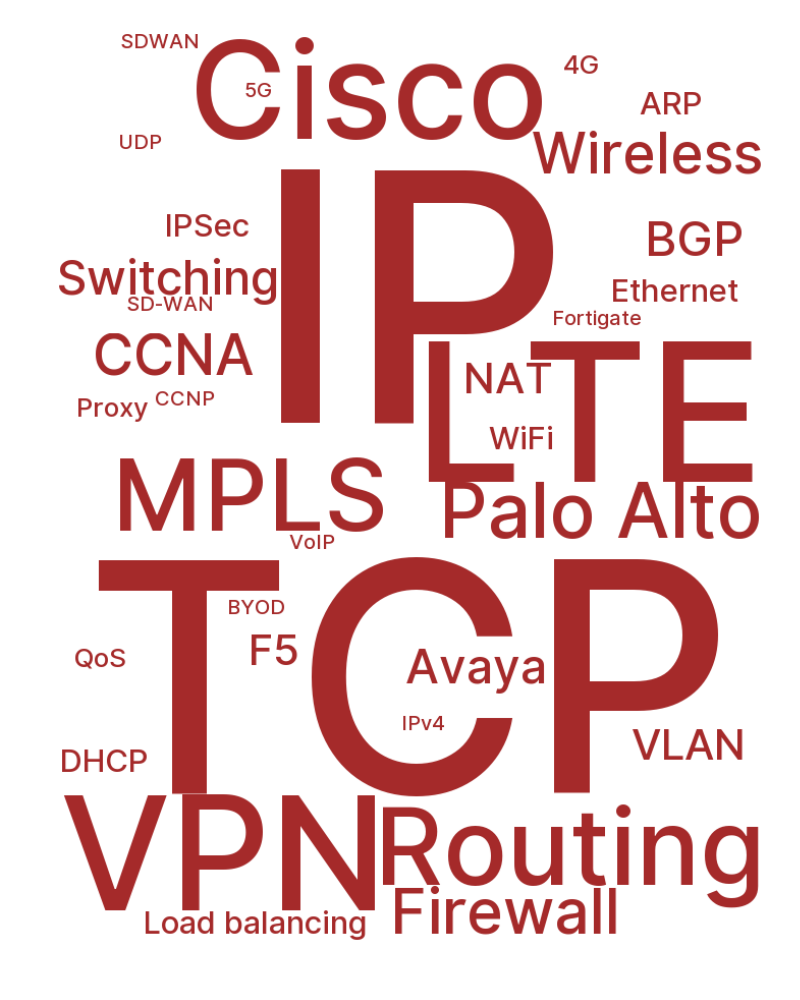 SDWAN
Cisco
4G
5G
ARP
UDP
Wireless
IP
IPSec
BGP
Switching
Ethernet
SD-WAN
Fortigate
CCNA
LTE
NAT
Proxy
CCNP
WiFi
MPLS
Palo Alto
VoIP
TCP
BYOD
F5
QoS
Avaya
IPv4
VLAN
DHCP
VPN
Routing
Firewall
Load balancing